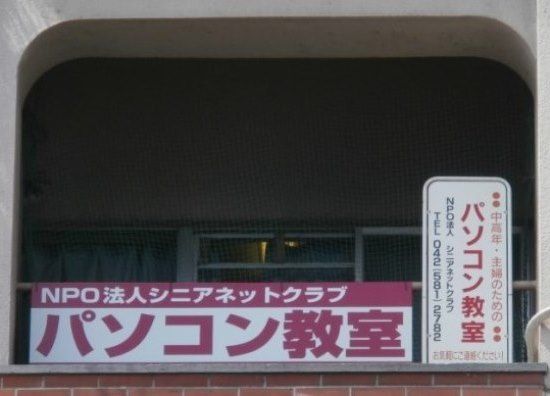 NPO法人シニアネットクラブ
パソコン教室
●●中高年・主婦のための●●
パソコン教室
NPO法人 シニアネットクラブ
TEL 042(581)2782
お気軽にご連絡ください!